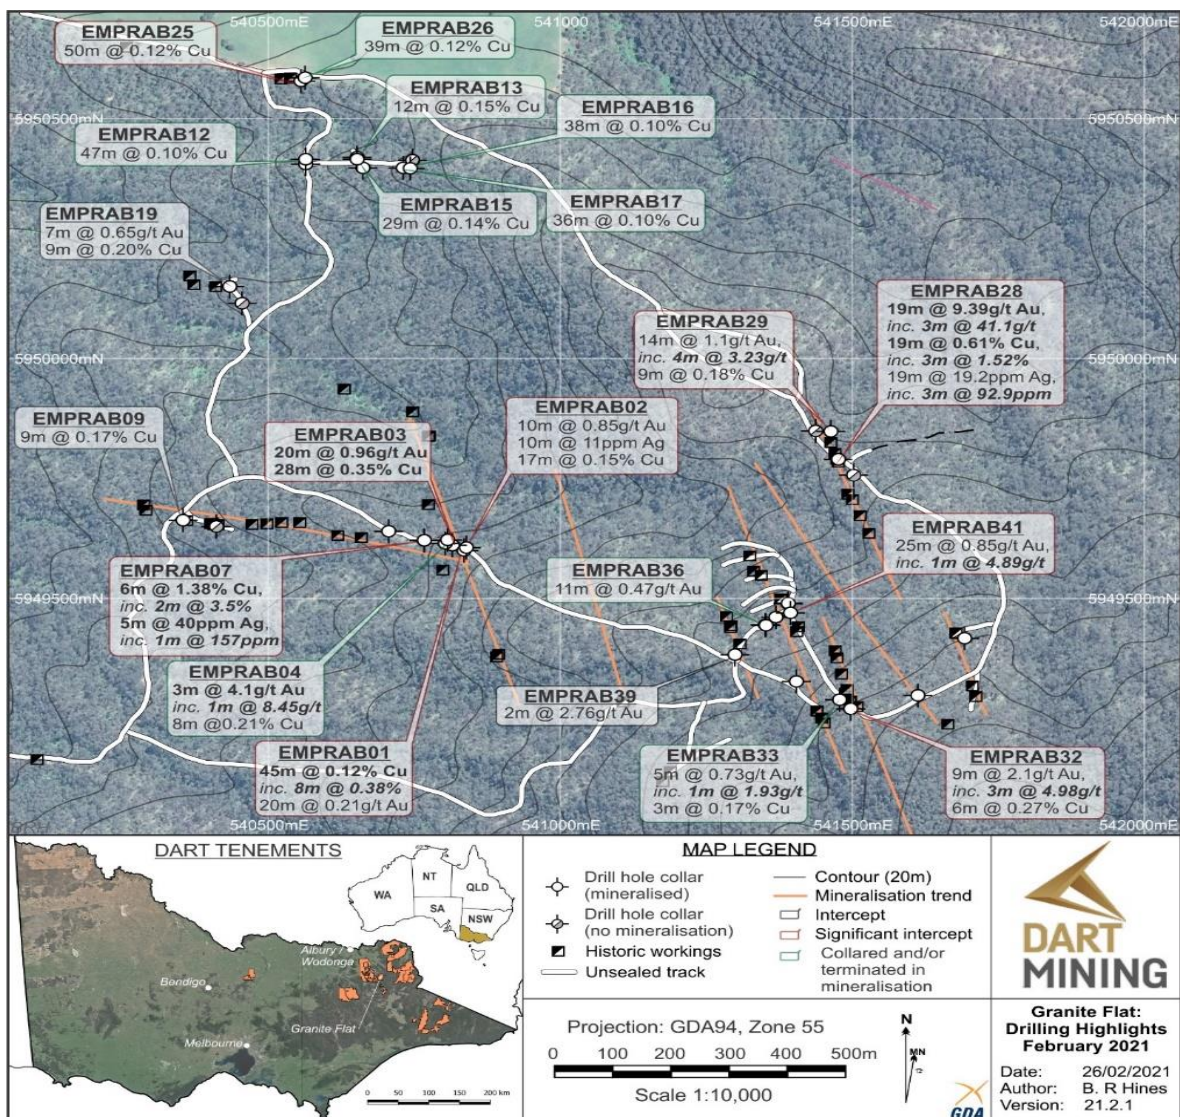 540500mE
541000mE
541500mE
542000mE
EMPRAB25
50m @ 0.12% Cu
EMPRAB26
39m @ 0.12% Cu
EMPRAB13
12m @ 0.15% Cu
EMPRAB16
38m @ 0.10% Cu
5950500mN
5950500mN
EMPRAB12
47m @ 0.10% Cu
EMPRAB15
29m @ 0.14% Cu
EMPRAB17
36m @ 0.10% Cu
EMPRAB19
7m @ 0.65g/t Au
9m @ 0.20% Cu
EMPRAB28
19m @ 9.39g/t Au,
inc. 3m @ 41.1g/t
19m @ 0.61% Cu,
inc. 3m @ 1.52%
19m @ 19.2ppm Ag,
inc. 3m @ 92.9ppm
EMPRAB29
14m @ 1.1g/t Au,
inc. 4m @ 3.23g/t
9m @ 0.18% Cu
5950000mN
5950000mN
EMPRAB09
9m @ 0.17% Cu
EMPRAB03
20m @ 0.96g/t Au
28m @ 0.35% Cu
EMPRAB02
10m @ 0.85g/t Au
10m @ 11ppm Ag
17m @ 0.15% Cu
EMPRAB41
25m @ 0.85g/t Au,
inc. 1m @ 4.89g/t
EMPRAB07
6m @ 1.38% Cu,
inc. 2m @ 3.5%
5m @ 40ppm Ag,
inc. 1m @ 157ppm
EMPRAB36
11m @ 0.47g/t Au
5949500mN
5949500mN
EMPRAB04
3m @ 4.1g/t Au
inc. 1m @ 8.45g/t
8m @0.21% Cu
EMPRAB39
2m @ 2.76g/t Au
EMPRAB01
45m @ 0.12% Cu
inc. 8m @ 0.38%
20m @ 0.21g/t Au
EMPRAB33
5m @ 0.73g/t Au,
inc. 1m @ 1.93g/t
3m @ 0.17% Cu
EMPRAB32
9m @ 2.1g/t Au,
inc. 3m @ 4.98g/t
6m @ 0.27% Cu
540500mE
541000mE
541500mE
542000mE
DART TENEMENTS
WA
NT
QLD
SA
NSW
Albury /
Wodonga
Bendigo
Granite Flat
Melbourne
0 50 100 150 200 km
MAP LEGEND
Drill hole collar
(mineralised)
Drill hole collar
(no mineralisation)
Historic workings
Unsealed track
Contour (20m)
Mineralisation trend
Intercept
Significant intercept
Collared and/or
terminated in
mineralisation
Projection: GDA94, Zone 55
0 100 200 300 400 500m
Scale 1:10,000
N
MN
GDA
DART
MINING
Granite Flat:
Drilling Highlights
February 2021
Date: 26/02/2021
Author: B. R Hines
Version: 21.2.1